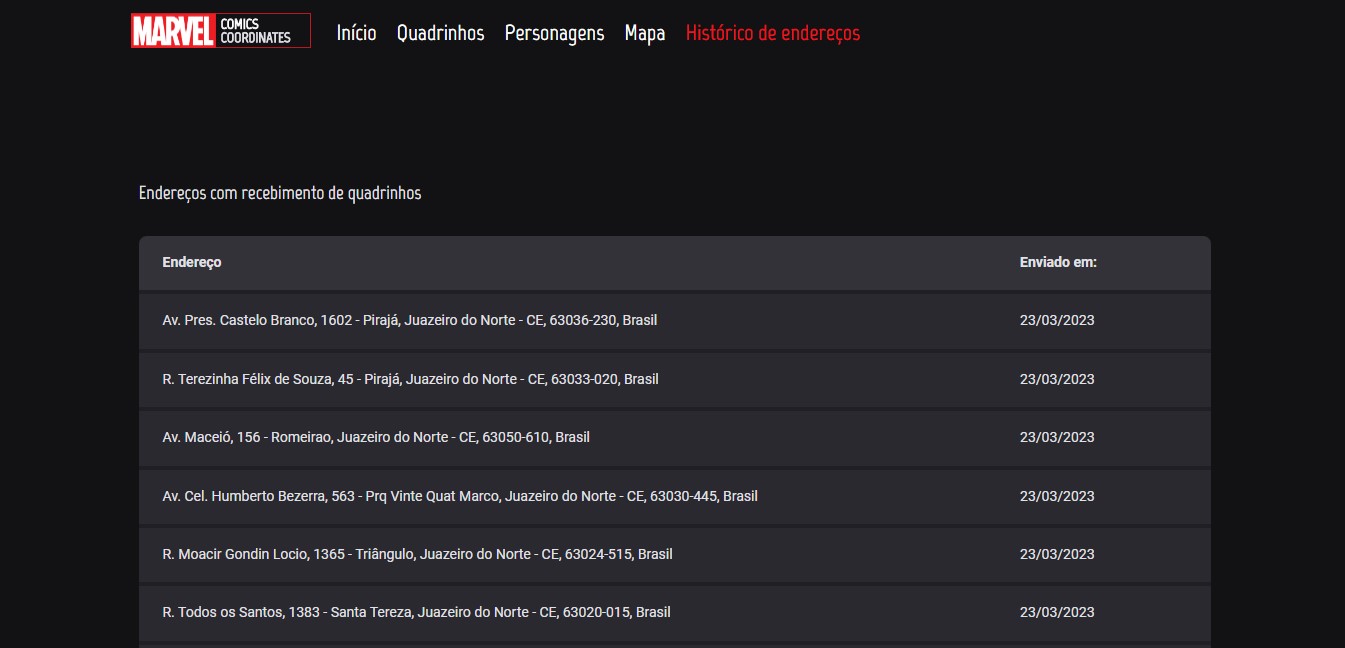 MARVEL COMICS COORDINATES Início Quadrinhos Personagens Mapa Histórico de endereços
Endereços com recebimento de quadrinhos
Endereço Enviado em:
Av. Pres. Castelo Branco, 1602 - Pirajá, Juazeiro do Norte - CE, 63036-230, Brasil 23/03/2023
R. Terezinha Félix de Souza, 45 - Pirajá, Juazeiro do Norte - CE, 63033-020, Brasil 23/03/2023
Av. Maceió, 156 - Romeirao, Juazeiro do Norte - CE, 63050-610, Brasil 23/03/2023
Av. Cel. Humberto Bezerra, 563 - Prq Vinte Quat Marco, Juazeiro do Norte - CE, 63030-445, Brasil 23/03/2023
R. Moacir Gondin Locio, 1365 - Triângulo, Juazeiro do Norte - CE, 63024-515, Brasil 23/03/2023
R. Todos os Santos, 1383 - Santa Tereza, Juazeiro do Norte - CE, 63020-015, Brasil 23/03/2023